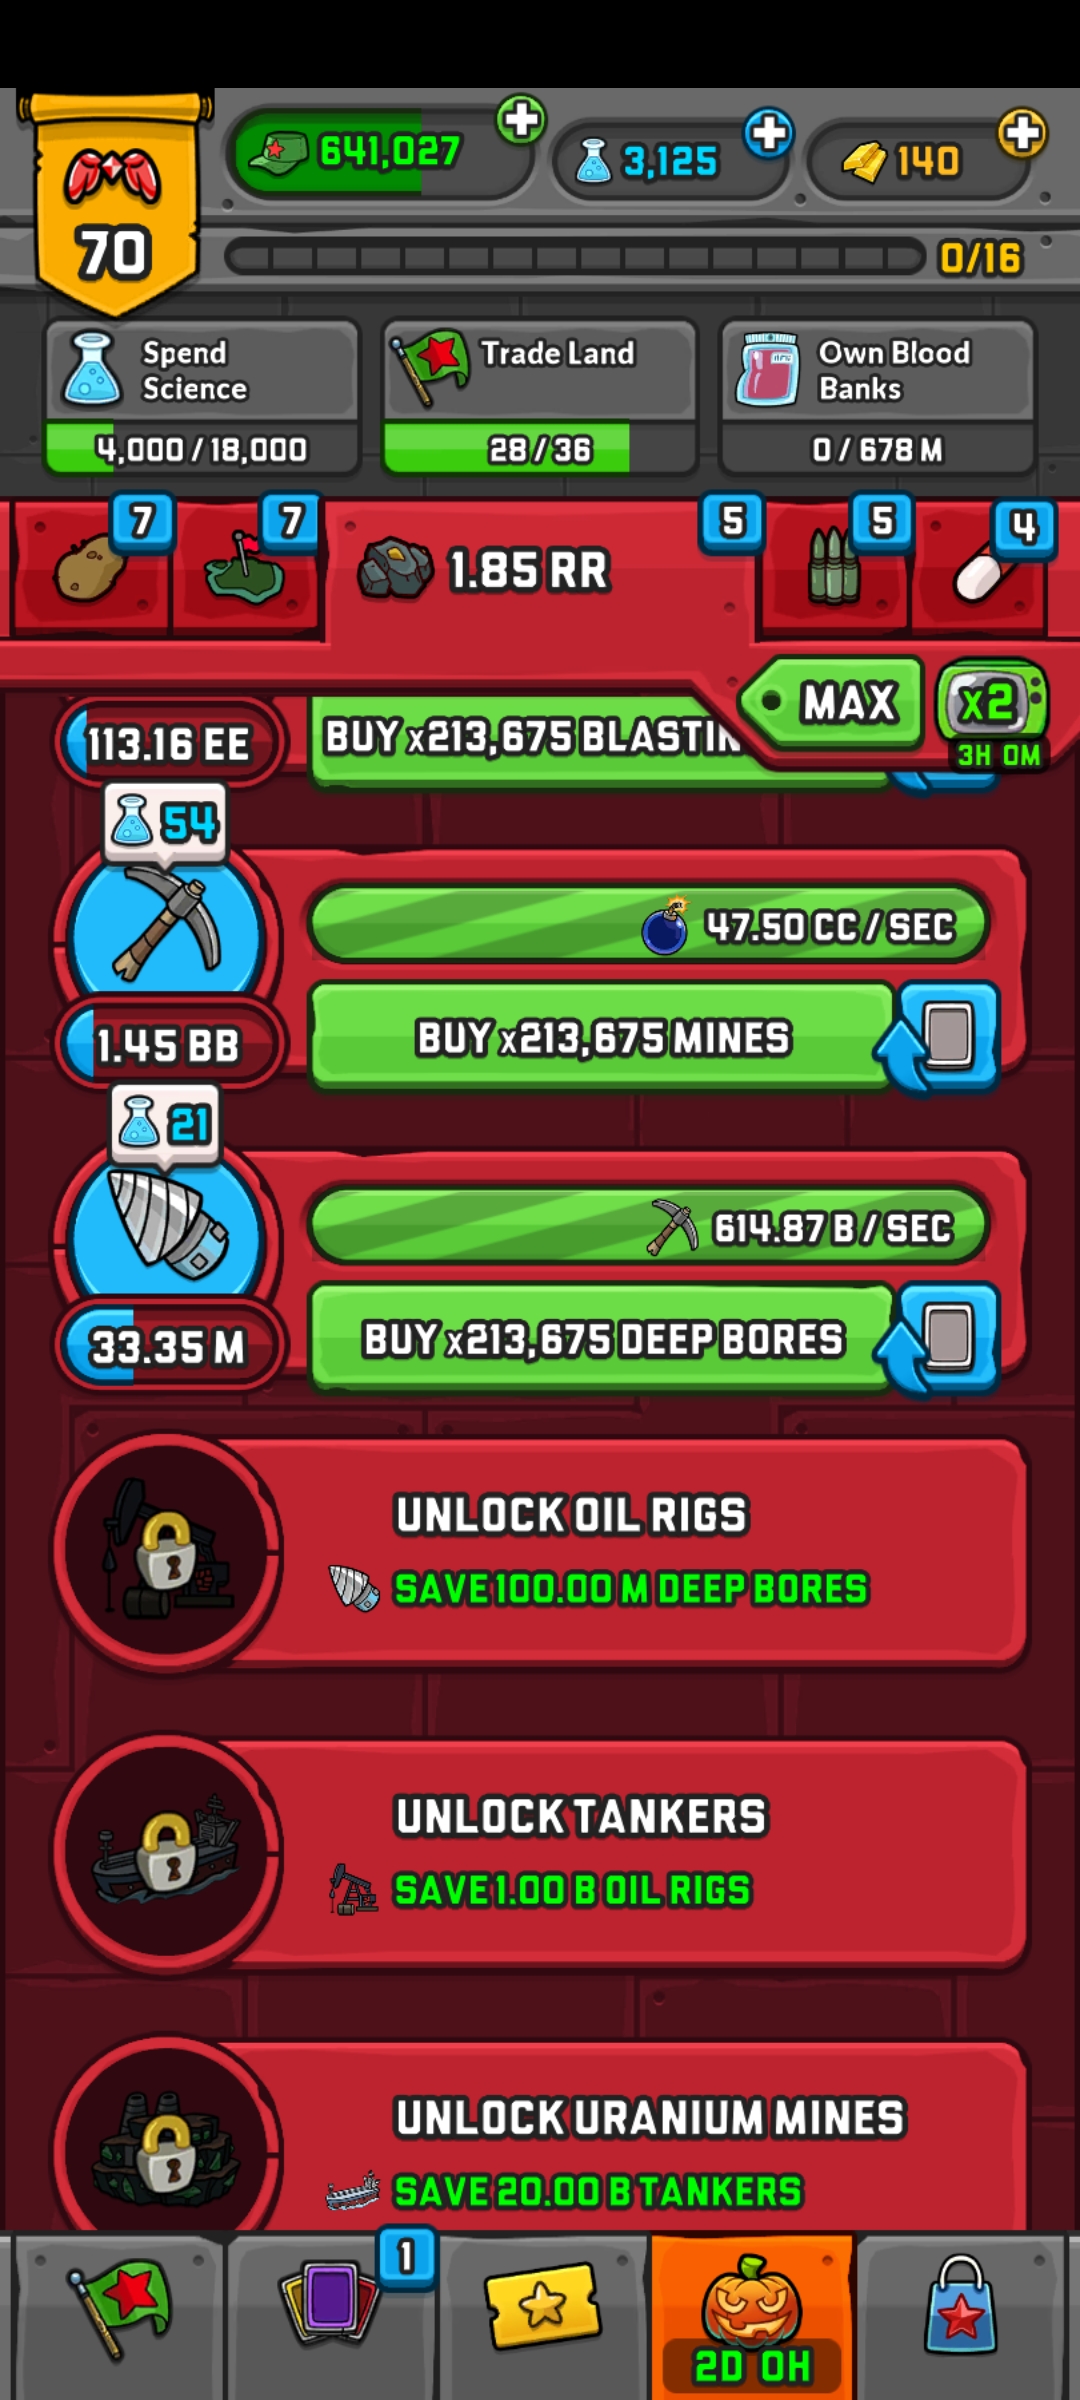 641,027
3,125
140
70
0/16
Spend
Science
4,000/18,000
Trade Land
28/36
Own Blood
Banks
0/678 M
7
7
1.85 RR
5
5
4
MAX
x2
3H 0M
113.16 EE
BUY x213,675 BLASTIN
54
47.50 CC/SEC
1.45 BB
BUY x213,675 MINES
21
614.87 B/SEC
33.35 M
BUY x213,675 DEEP BORES
UNLOCK OIL RIGS
SAVE 100.00 M DEEP BORES
UNLOCK TANKERS
SAVE 1.00 B OIL RIGS
UNLOCK URANIUM MINES
SAVE 20.00 B TANKERS
1
2D 0H